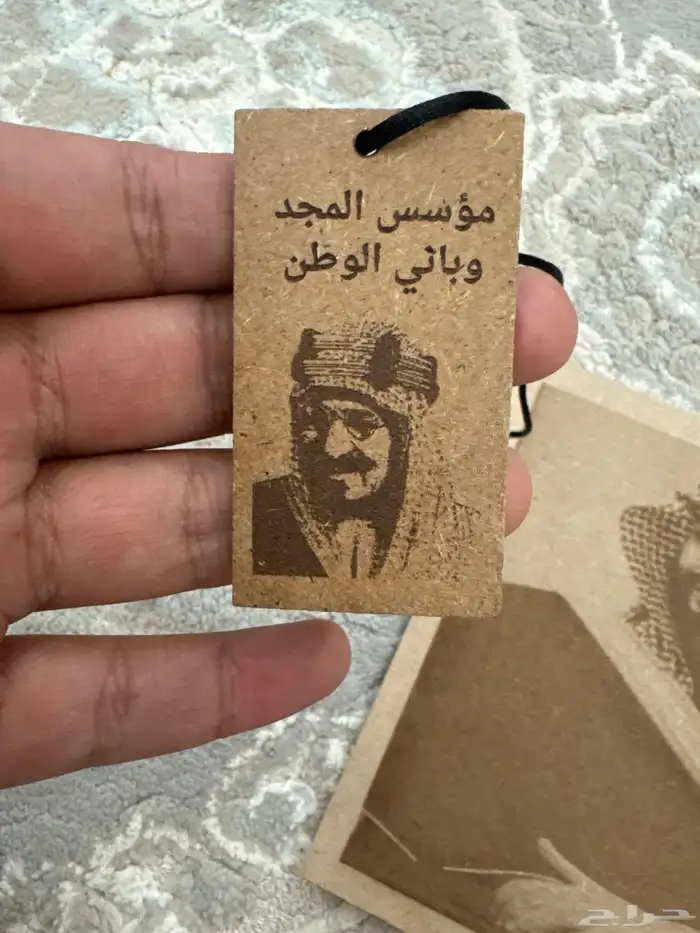 مؤسس المجد
وباني الوطن
حراج